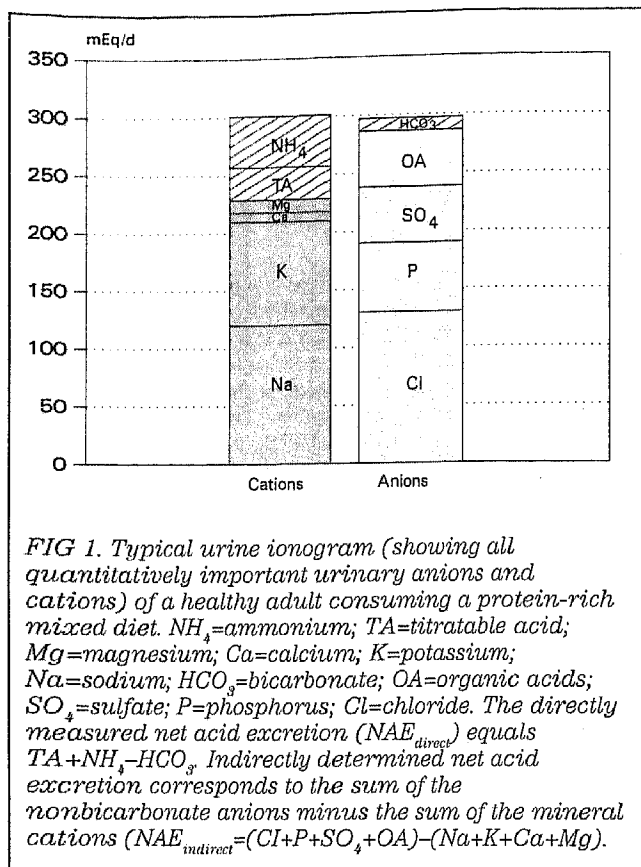 mEq/d
350
300
250
200
150
100
50
0
NH₄
TA
Mg
Ca
K
Na
HCO₃
OA
SO₄
P
Cl
Cations
Anions
FIG 1. Typical urine ionogram (showing all
quantitatively important urinary anions and
cations) of a healthy adult consuming a protein-rich
mixed diet. NH₄=ammonium; TA=titratable acid;
Mg=magnesium; Ca=calcium; K=potassium;
Na=sodium; HCO₃=bicarbonate; OA=organic acids;
SO₄=sulfate; P=phosphorus; Cl=chloride. The directly
measured net acid excretion (NAE_direct) equals
TA+NH₄–HCO₃. Indirectly determined net acid
excretion corresponds to the sum of the
nonbicarbonate anions minus the sum of the mineral
cations (NAE_indirect=(Cl+P+SO₄+OA)–(Na+K+Ca+Mg).